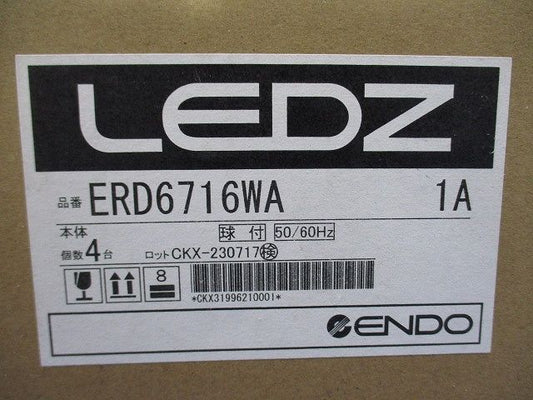 LEDZ
品番 ERD6716WA 1A
本体 球付 50/60Hz
個数 4台 ロット CKX-230717 検
8
*CKX31996210001*
ENDO